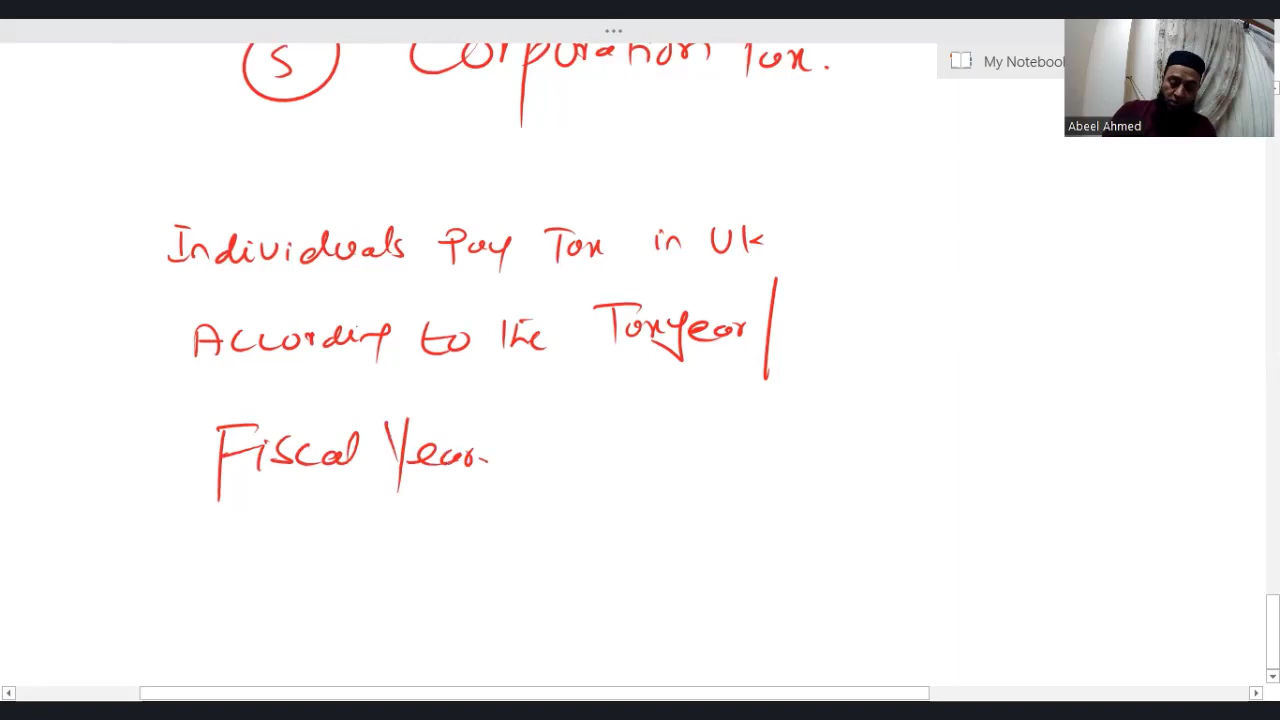 5 Corporation Tax.
My Notebook
Abeel Ahmed
Individuals Pay Tax in UK
According to the Taxyear/
Fiscal Year.